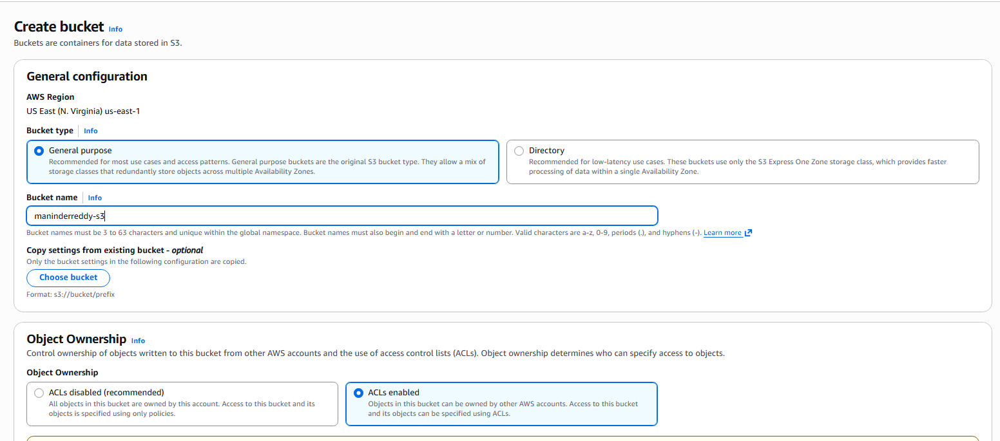 Create bucket Info
Buckets are containers for data stored in S3.
General configuration
AWS Region
US East (N. Virginia) us-east-1
Bucket type Info
General purpose
Recommended for most use cases and access patterns. General purpose buckets are the original S3 bucket type. They allow a mix of
storage classes that redundantly store objects across multiple Availability Zones.
Directory
Recommended for low-latency use cases. These buckets use only the S3 Express One Zone storage class, which provides faster
processing of data within a single Availability Zone.
Bucket name Info
maninderreddy-s3
Bucket names must be 3 to 63 characters and unique within the global namespace. Bucket names must also begin and end with a letter or number. Valid characters are a-z, 0-9, periods (.), and hyphens (-). Learn more
Copy settings from existing bucket - optional
Only the bucket settings in the following configuration are copied.
Choose bucket
Format: s3://bucket/prefix
Object Ownership Info
Control ownership of objects written to this bucket from other AWS accounts and the use of access control lists (ACLs). Object ownership determines who can specify access to objects.
Object Ownership
ACLs disabled (recommended)
All objects in this bucket are owned by this account. Access to this bucket and its
objects is specified using only policies.
ACLs enabled
Objects in this bucket can be owned by other AWS accounts. Access to this bucket
and its objects can be specified using ACLs.